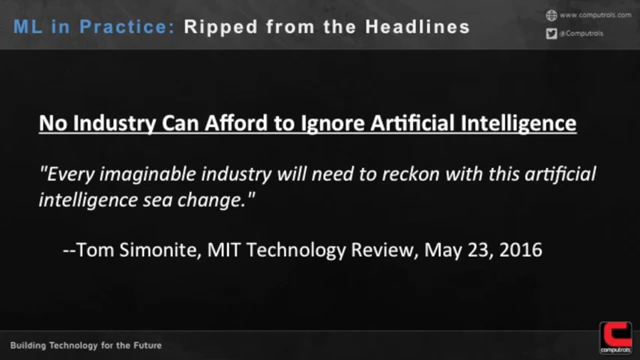 ML in Practice: Ripped from the Headlines
www.computrols.com
@Computrols
No Industry Can Afford to Ignore Artificial Intelligence
"Every imaginable industry will need to reckon with this artificial
intelligence sea change."
--Tom Simonite, MIT Technology Review, May 23, 2016
Building Technology for the Future
computrols